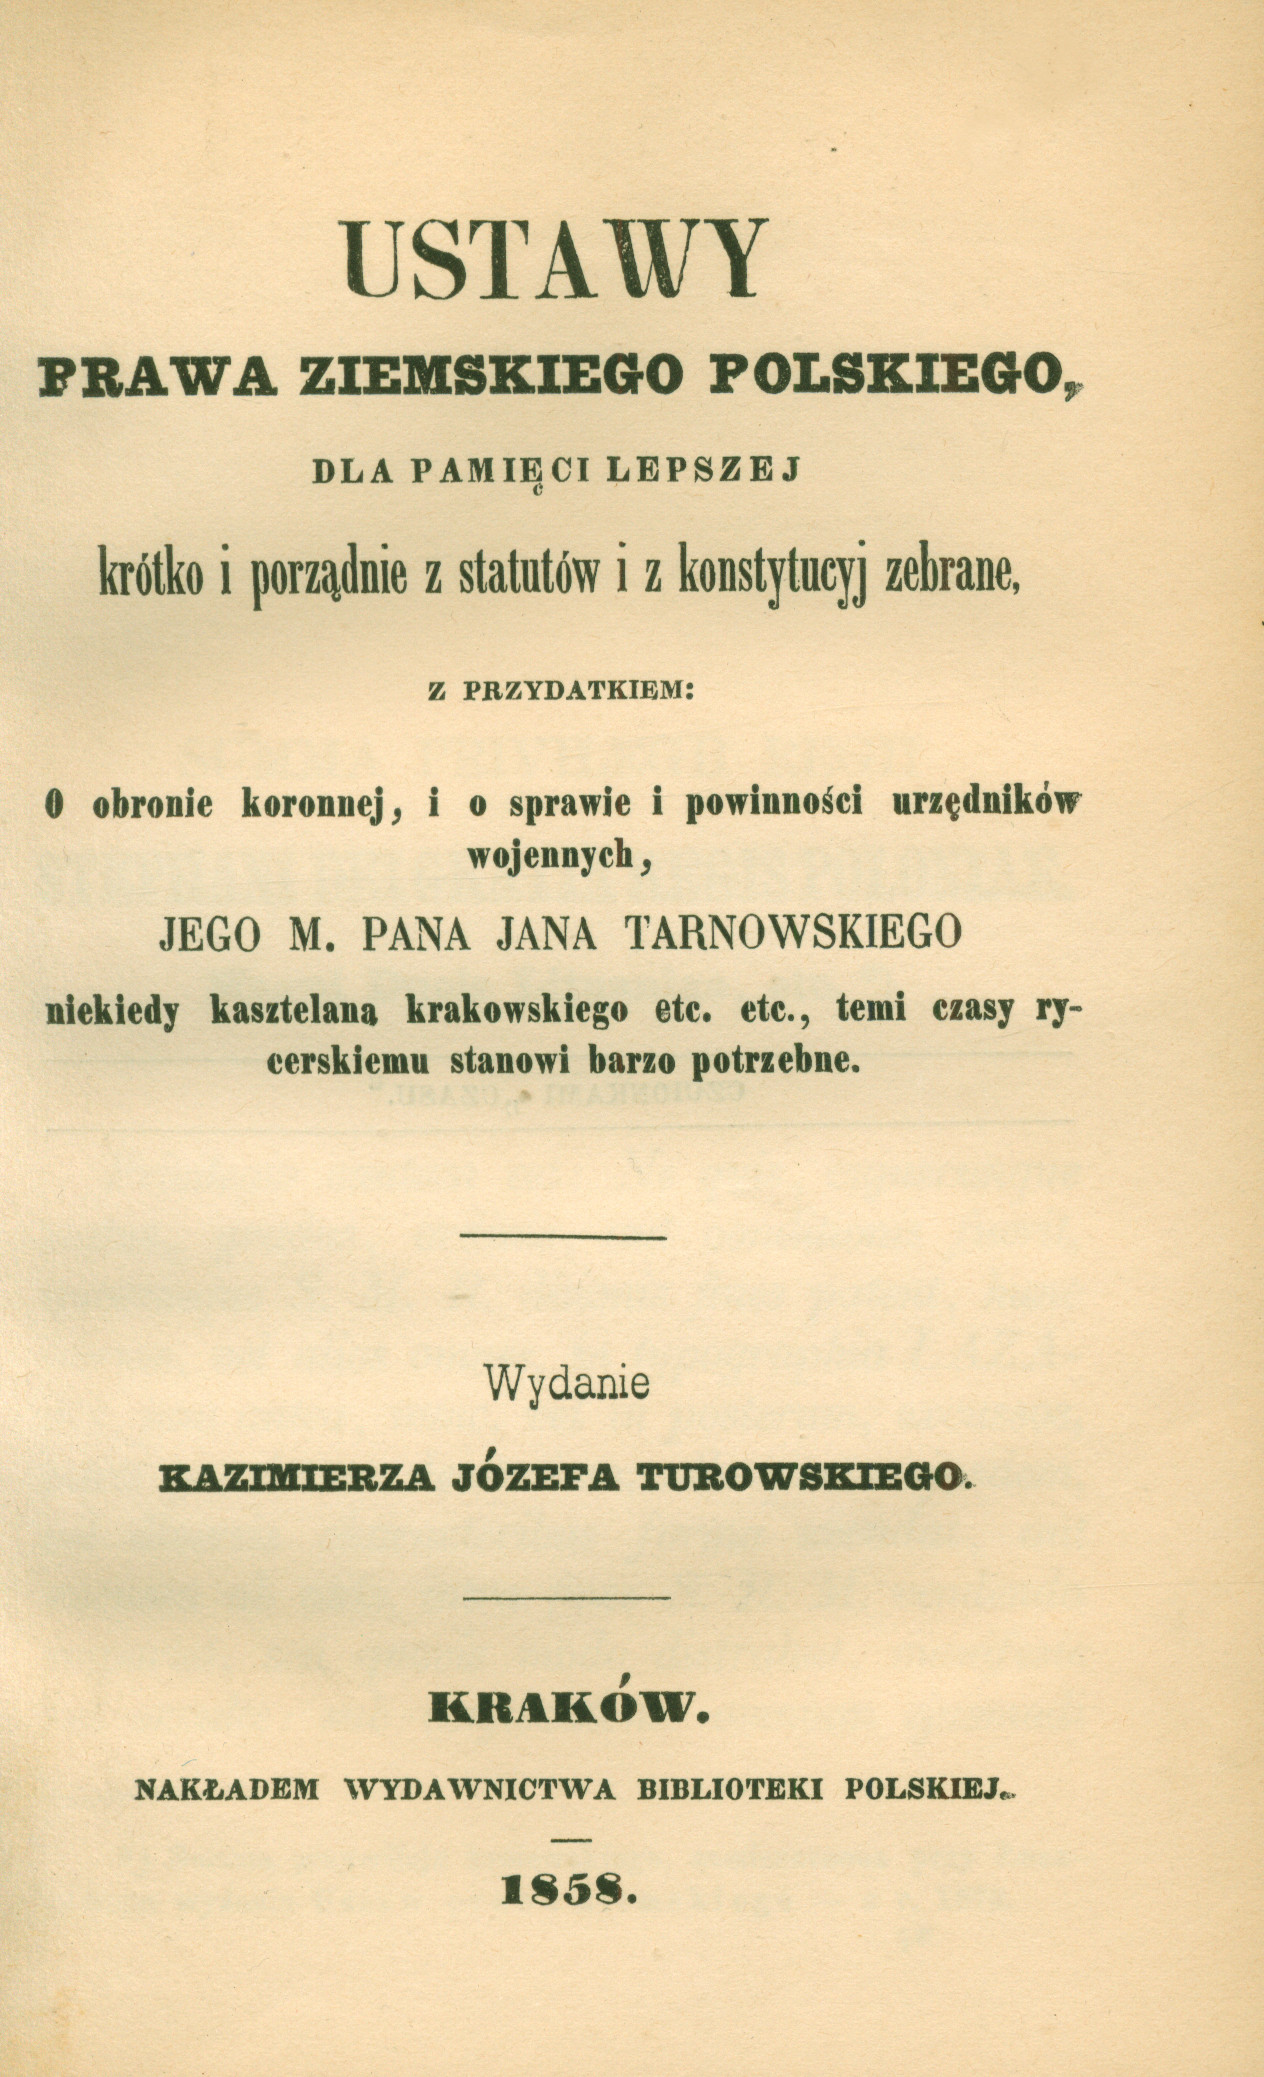 USTAWY
PRAWA ZIEMSKIEGO POLSKIEGO,
DLA PAMIĘCI LEPSZEJ
krótko i porządnie z statutów i z konstytucyj zebrane,
Z PRZYDATKIEM:
O obronie koronnej, i o sprawie i powinności urzędników
wojennych,
JEGO M. PANA JANA TARNOWSKIEGO
niekiedy kasztelana krakowskiego etc. etc., temi czasy ry-
cerskiemu stanowi barzo potrzebne.
Wydanie
KAZIMIERZA JÓZEFA TUROWSKIEGO.
KRAKÓW.
NAKŁADEM WYDAWNICTWA BIBLIOTEKI POLSKIEJ.
1858.